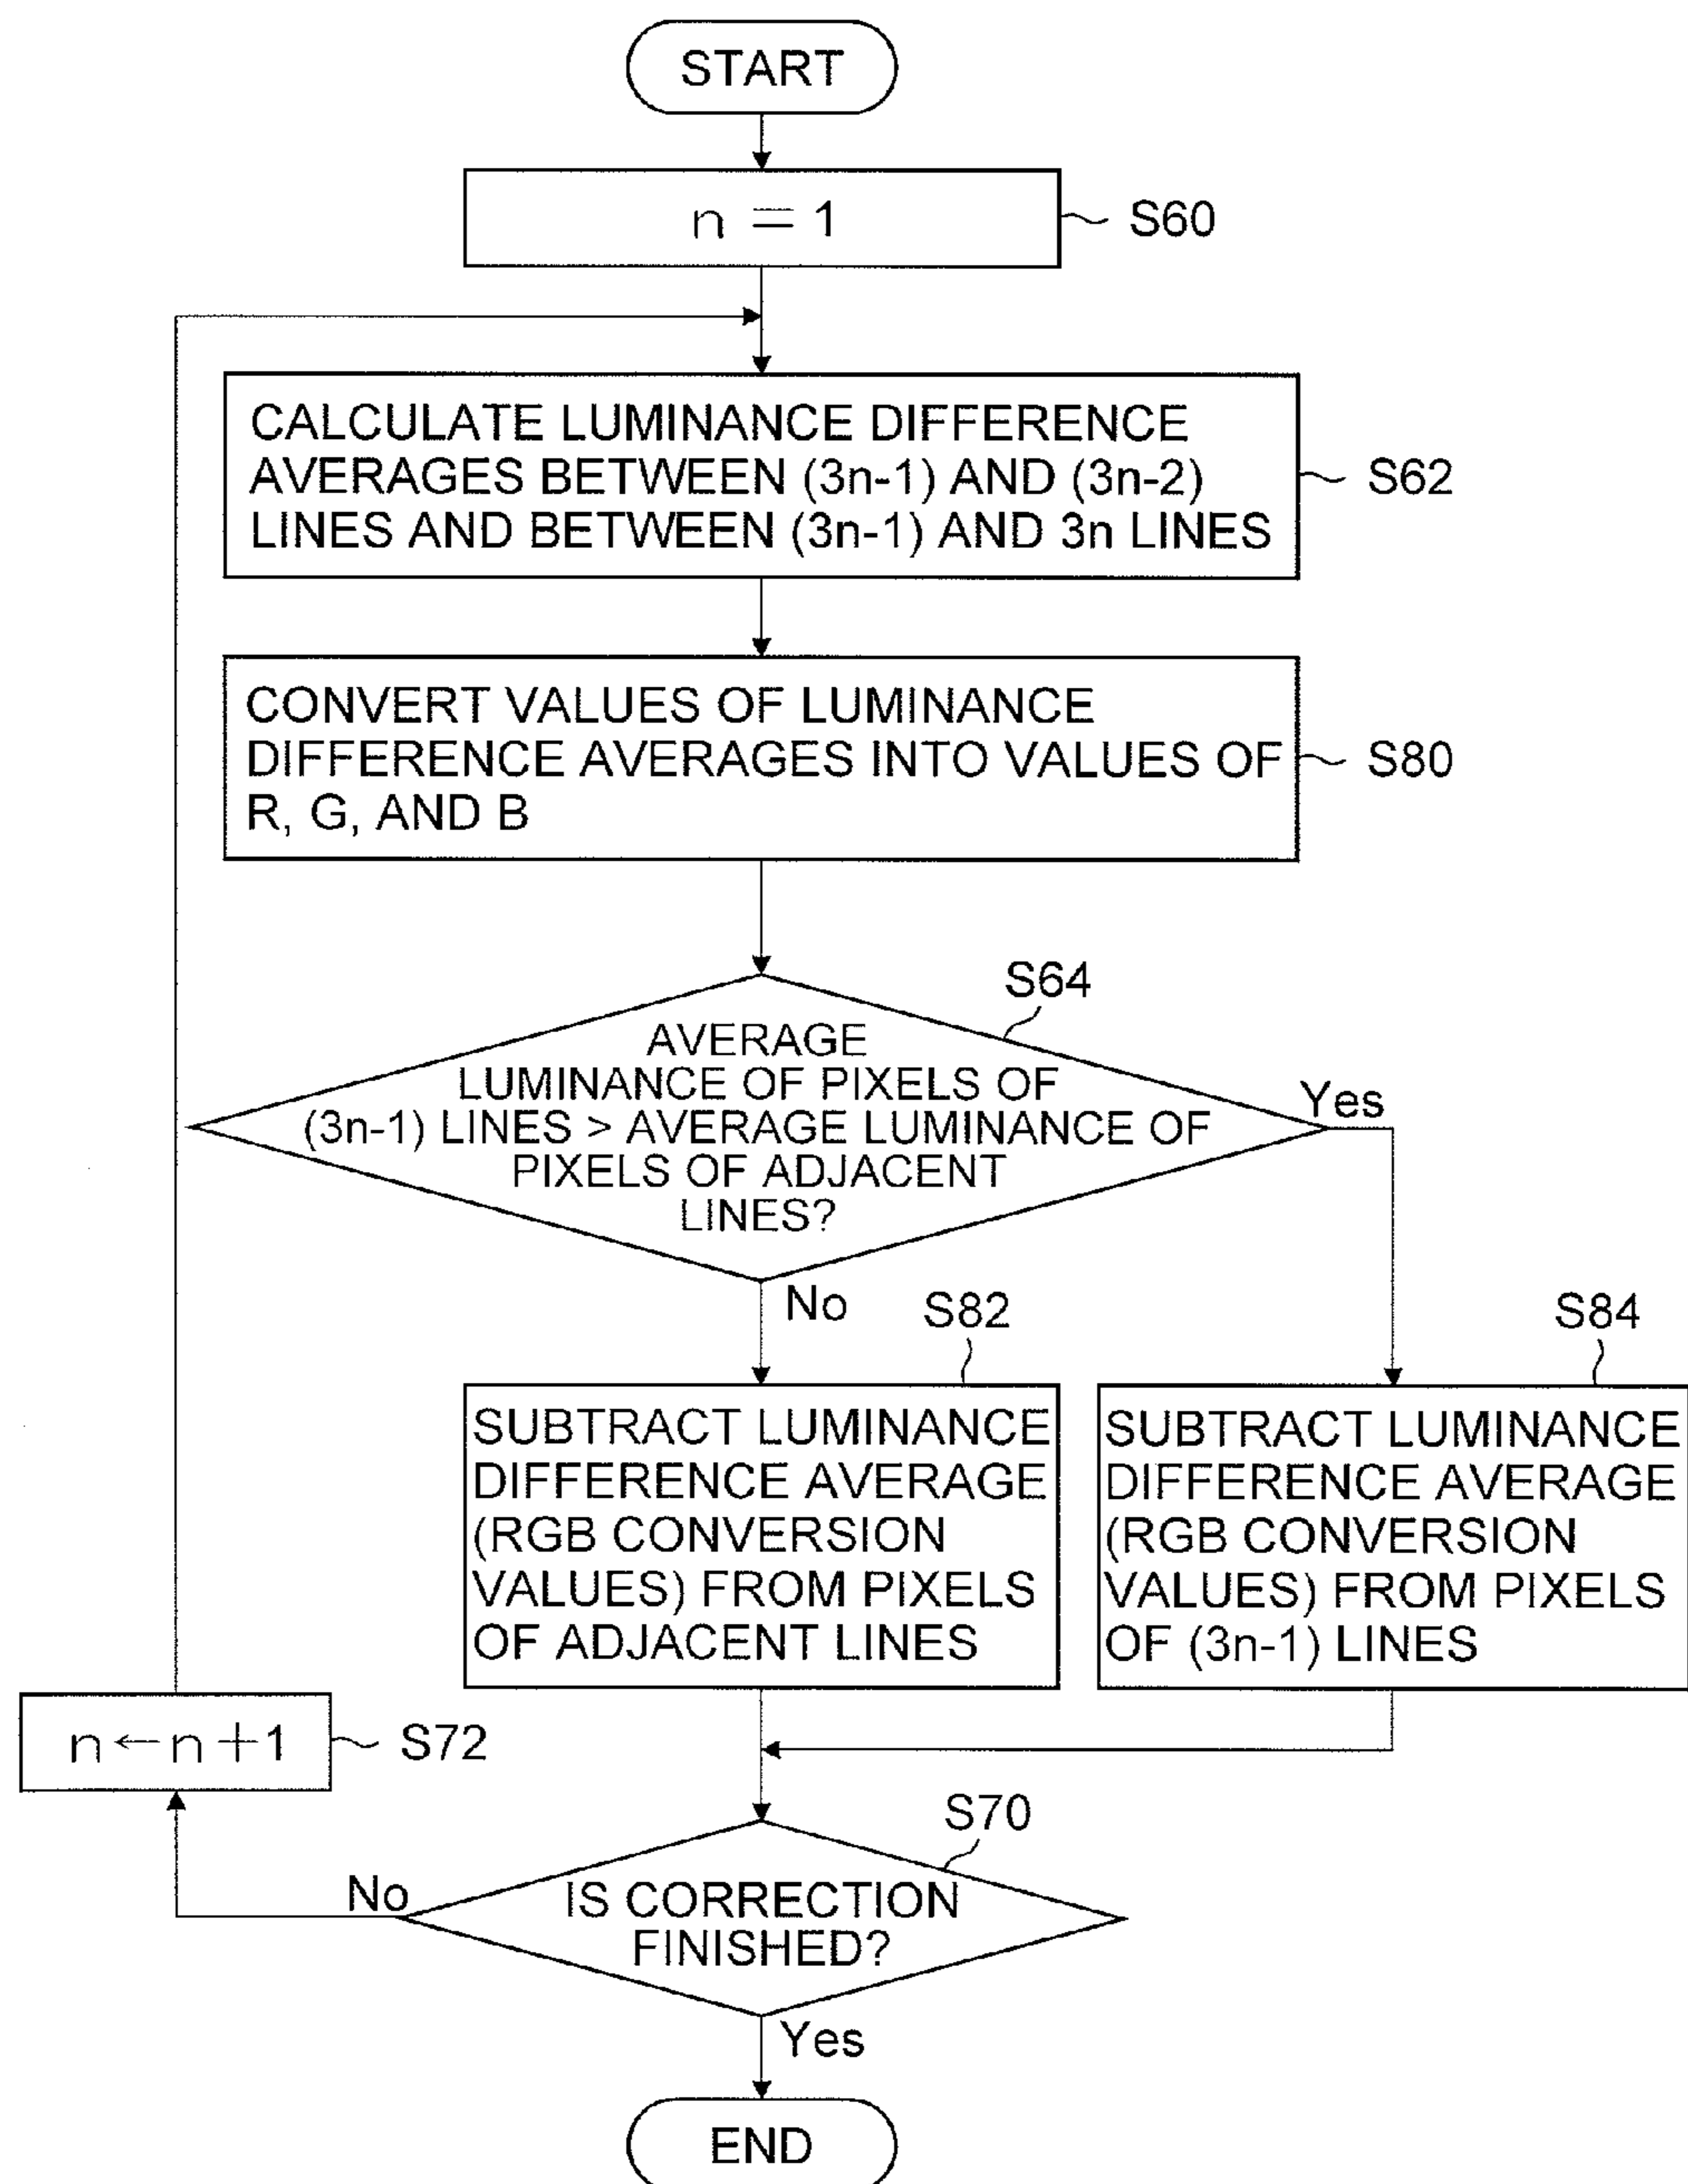 START
n = 1
S60
CALCULATE LUMINANCE DIFFERENCE
AVERAGES BETWEEN (3n-1) AND (3n-2)
LINES AND BETWEEN (3n-1) AND 3n LINES
S62
CONVERT VALUES OF LUMINANCE
DIFFERENCE AVERAGES INTO VALUES OF
R, G, AND B
S80
S64
AVERAGE
LUMINANCE OF PIXELS OF
(3n-1) LINES > AVERAGE LUMINANCE OF
PIXELS OF ADJACENT
LINES?
Yes
No
S82
SUBTRACT LUMINANCE
DIFFERENCE AVERAGE
(RGB CONVERSION
VALUES) FROM PIXELS
OF ADJACENT LINES
S84
SUBTRACT LUMINANCE
DIFFERENCE AVERAGE
(RGB CONVERSION
VALUES) FROM PIXELS
OF (3n-1) LINES
n←n+1
S72
S70
IS CORRECTION
FINISHED?
No
Yes
END